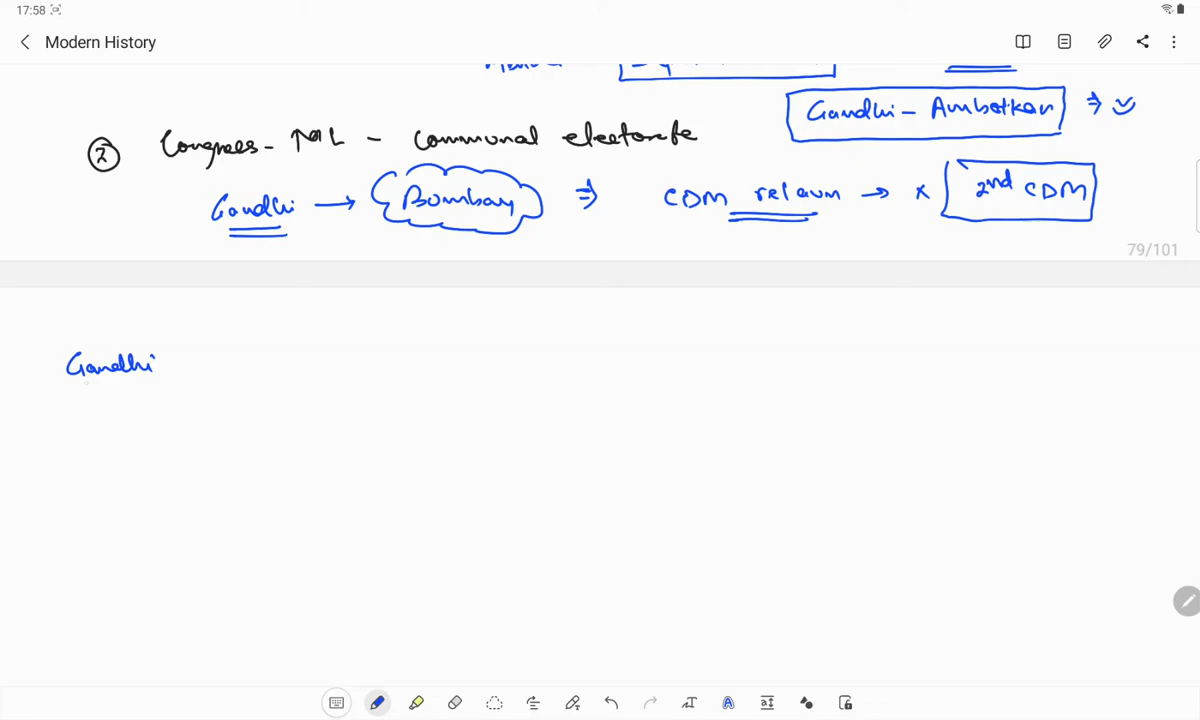 17:58
Modern History
Gandhi - Ambedkar ⇒
② Congress - ML - communal electorate
Gandhi → Bombay ⇒ CDM relaun → × 2nd CDM
79/101
Gandhi